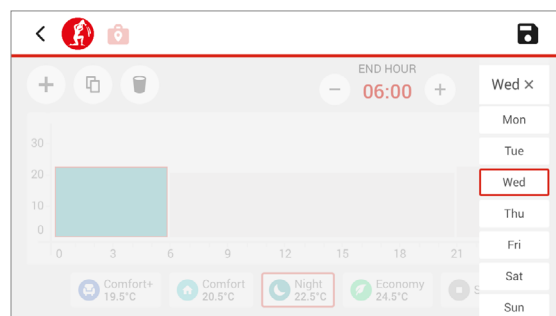 END HOUR
06:00
Wed ×
Mon
Tue
Wed
Thu
Fri
Sat
Sun
30
20
10
0
0 3 6 9 12 15 18 21
Comfort+
19.5°C
Comfort
20.5°C
Night
22.5°C
Economy
24.5°C